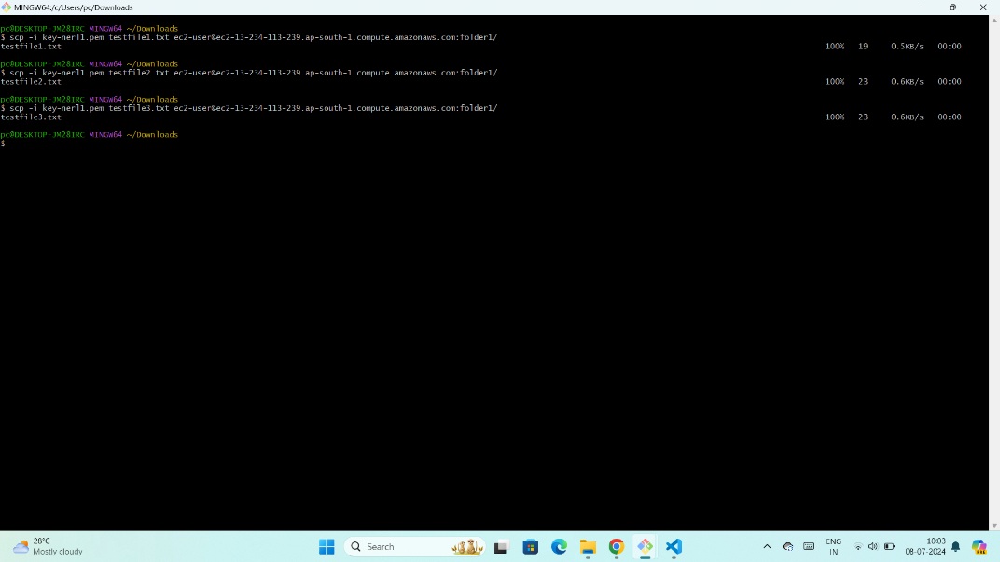 MINGW64:/c/Users/pc/Downloads
pc@DESKTOP-JM28IRC MINGW64 ~/Downloads
$ scp -i key-nerl1.pem testfile1.txt ec2-user@ec2-13-234-113-239.ap-south-1.compute.amazonaws.com:folder1/
testfile1.txt 100% 19 0.5KB/s 00:00
pc@DESKTOP-JM28IRC MINGW64 ~/Downloads
$ scp -i key-nerl1.pem testfile2.txt ec2-user@ec2-13-234-113-239.ap-south-1.compute.amazonaws.com:folder1/
testfile2.txt 100% 23 0.6KB/s 00:00
pc@DESKTOP-JM28IRC MINGW64 ~/Downloads
$ scp -i key-nerl1.pem testfile3.txt ec2-user@ec2-13-234-113-239.ap-south-1.compute.amazonaws.com:folder1/
testfile3.txt 100% 23 0.6KB/s 00:00
pc@DESKTOP-JM28IRC MINGW64 ~/Downloads
$
28°C
Mostly cloudy
Search
ENG
IN
10:03
08-07-2024
PRE